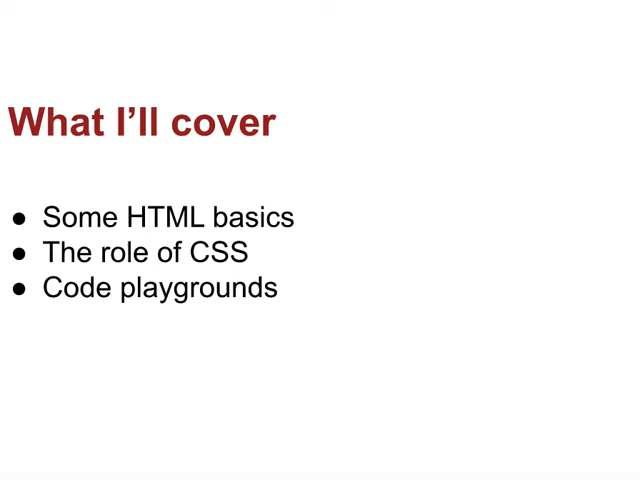 What I’ll cover
● Some HTML basics
● The role of CSS
● Code playgrounds